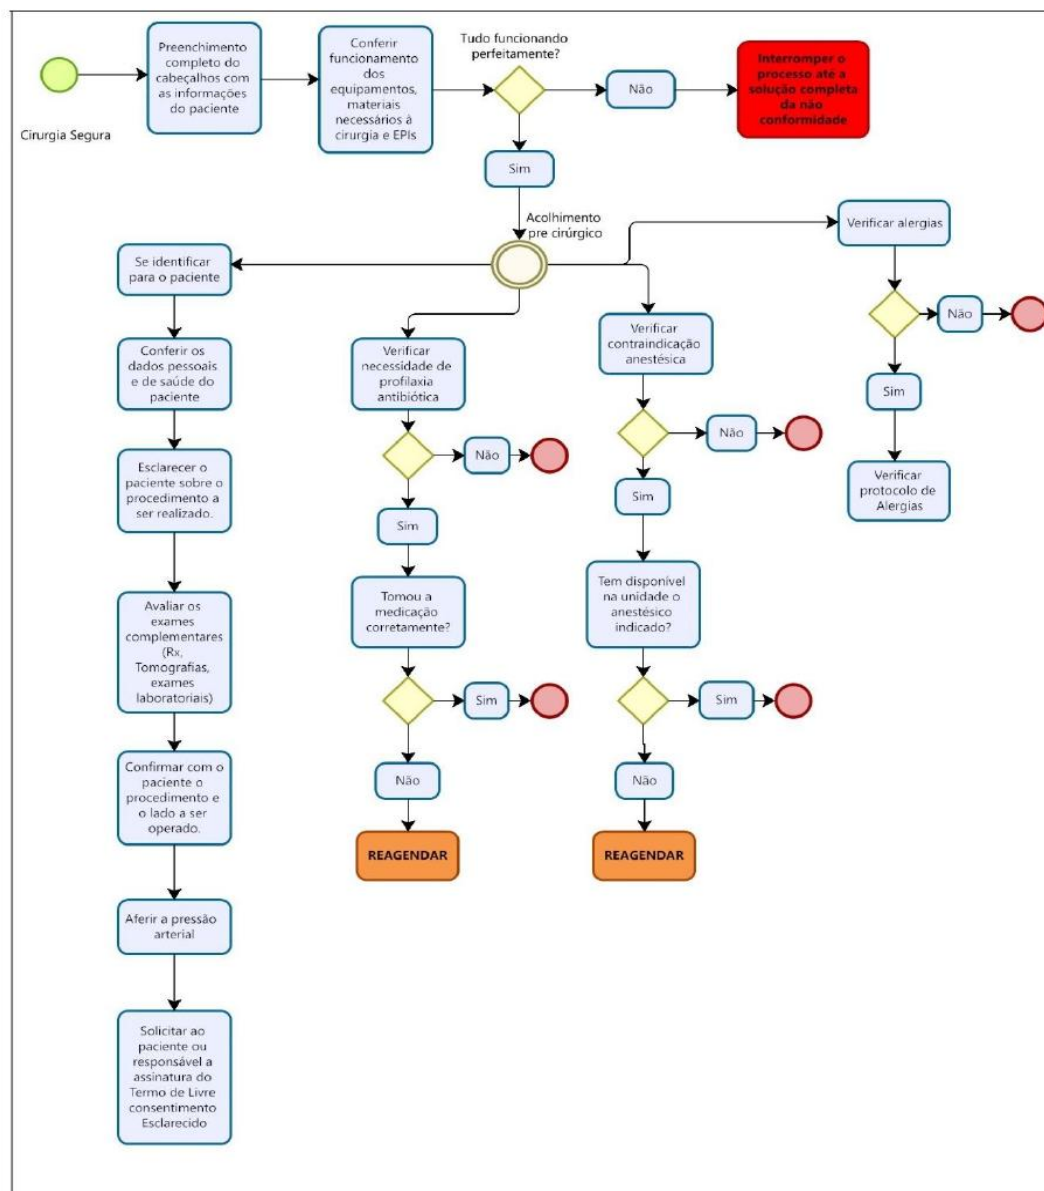 Cirurgia Segura
Preenchimento
completo do
cabeçalhos com
as informações
do paciente
Conferir
funcionamento
dos
equipamentos,
materiais
necessários à
cirurgia e EPIs
Tudo funcionando
perfeitamente?
Não
Interromper o
processo até a
solução completa
da não
conformidade
Sim
Acolhimento
pre cirúrgico
Se identificar
para o paciente
Conferir os
dados pessoais
e de saúde do
paciente
Esclarecer o
paciente sobre o
procedimento a
ser realizado.
Avaliar os
exames
complementares
(Rx,
Tomografias,
exames
laboratoriais)
Confirmar com o
paciente o
procedimento e
o lado a ser
operado.
Aferir a pressão
arterial
Solicitar ao
paciente ou
responsável a
assinatura do
Termo de Livre
consentimento
Esclarecido
Verificar
necessidade de
profilaxia
antibiótica
Não
Sim
Tomou a
medicação
corretamente?
Sim
Não
REAGENDAR
Verificar
contraindicação
anestésica
Não
Sim
Tem disponível
na unidade o
anestésico
indicado?
Sim
Não
REAGENDAR
Verificar alergias
Não
Sim
Verificar
protocolo de
Alergias